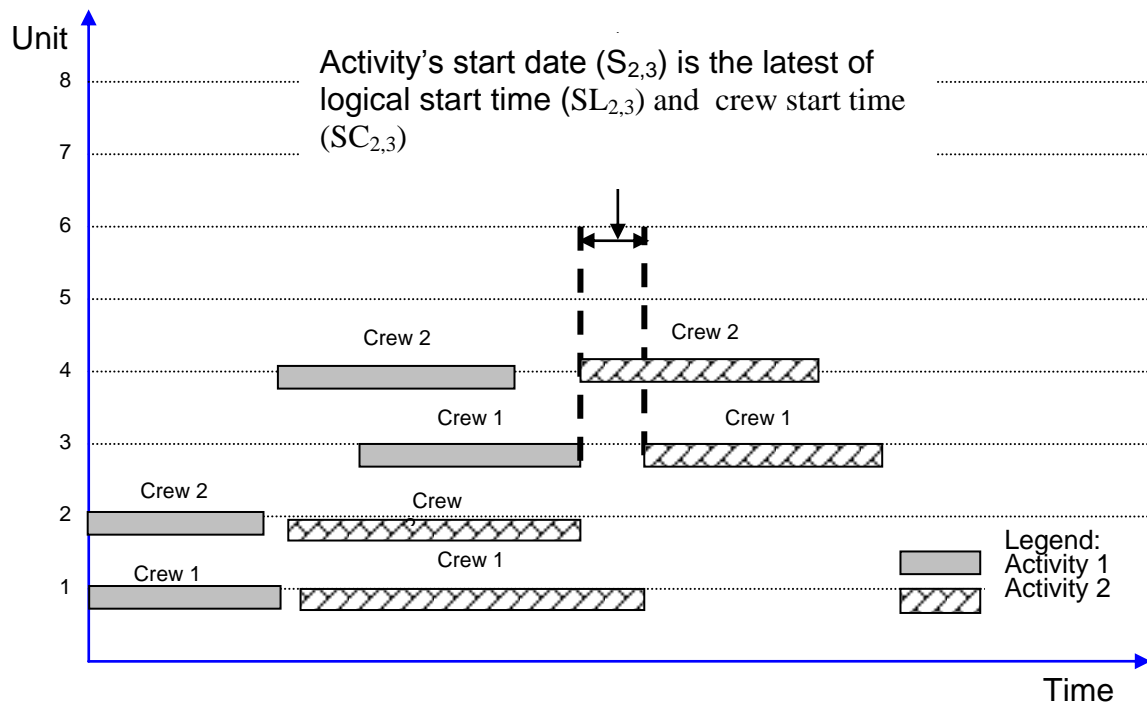 Unit
Activity's start date (S2,3) is the latest of
logical start time (SL2,3) and crew start time
(SC2,3)
8
7
6
5
Crew 2
Crew 2
4
Crew 1
Crew 1
3
Crew 2
Crew
2
Crew 1
Crew 1
1
Legend:
Activity 1
Activity 2
Time